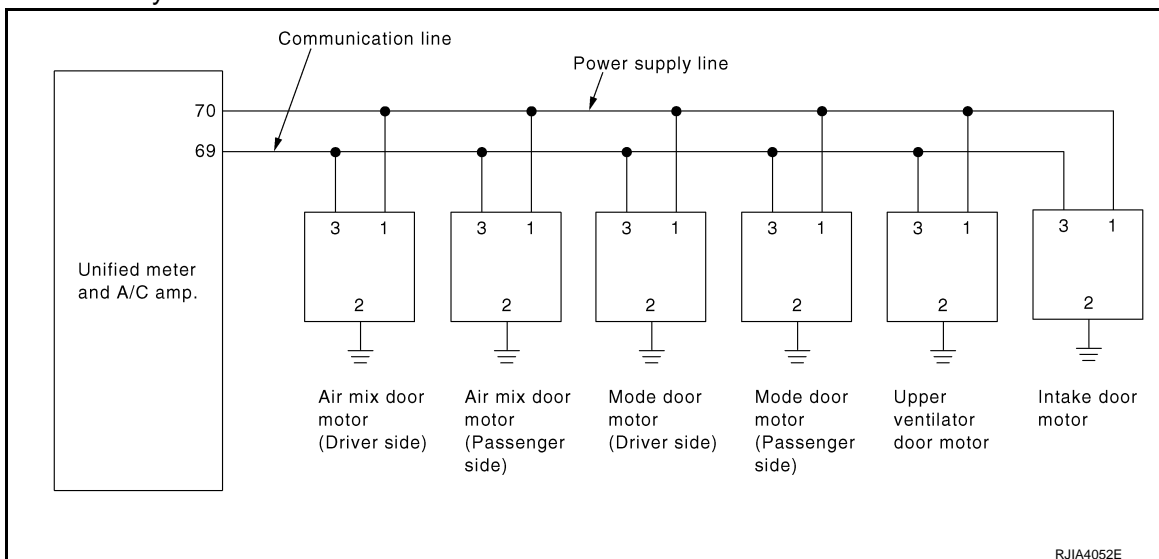 Communication line
Power supply line
70
69
3 1 3 1 3 1 3 1 3 1 3 1
Unified meter
and A/C amp.
2 2 2 2 2 2
Air mix door
motor
(Driver side)
Air mix door
motor
(Passenger
side)
Mode door
motor
(Driver side)
Mode door
motor
(Passenger
side)
Upper
ventilator
door motor
Intake door
motor
RJIA4052E